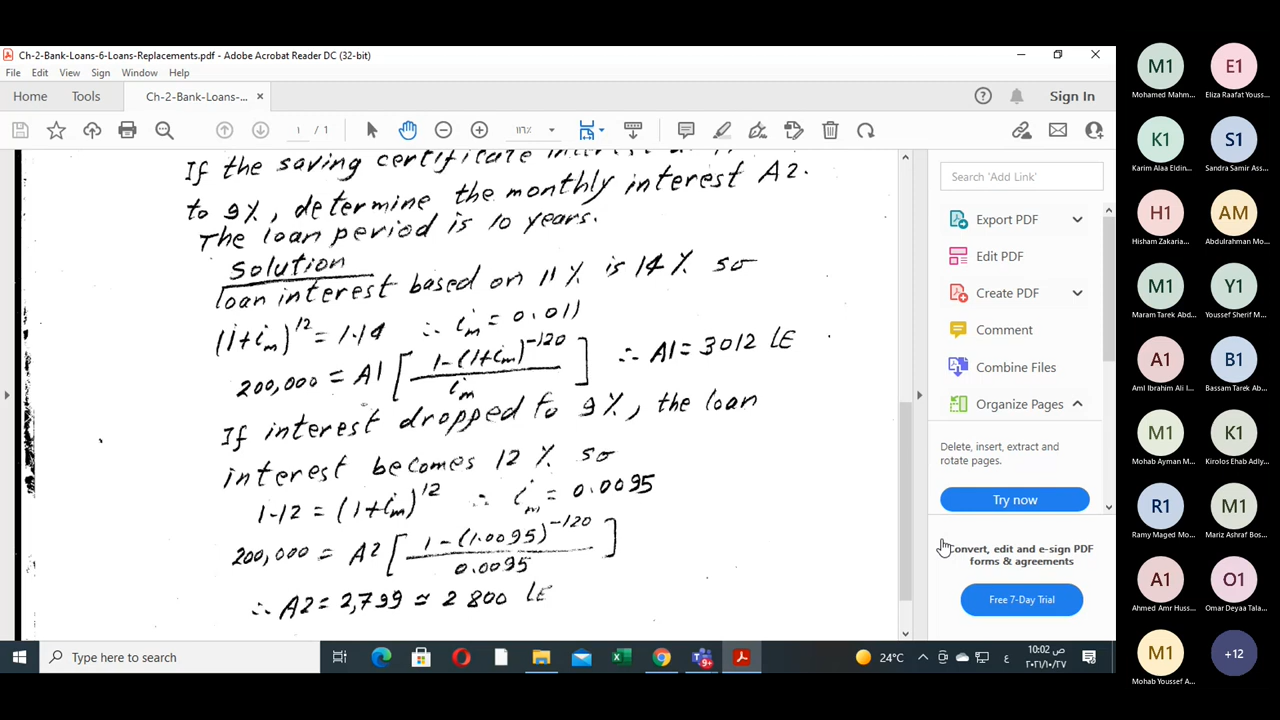 Ch-2-Bank-Loans-6-Loans-Replacements.pdf - Adobe Acrobat Reader DC (32-bit)
File Edit View Sign Window Help
Home Tools Ch-2-Bank-Loans-... Sign In
١ / 1
If the saving certificate
to 9%, determine the monthly interest A2.
The loan period is 10 years.
Solution
loan interest based on 11% is 14% so
(1+im)^12 = 1.14 ∴ im = 0.011
200,000 = A1 [ 1-(1+im)^-120 / im ] ∴ A1 = 3012 LE
If interest dropped to 9%, the loan
interest becomes 12% so
1.12 = (1+im)^12 ∴ im = 0.0095
200,000 = A2 [ 1-(1.0095)^-120 / 0.0095 ]
∴ A2 = 2,799 ≃ 2800 LE
Search 'Add Link'
Export PDF
Edit PDF
Create PDF
Comment
Combine Files
Organize Pages
Delete, insert, extract and
rotate pages.
Try now
Convert, edit and e-sign PDF
forms & agreements
Free 7-Day Trial
M1 E1
Mohamed Mahm... Eliza Raafat Youss...
K1 S1
Karim Alaa Eldin... Sandra Samir Ass...
H1 AM
Hisham Zakaria... Abdulrahman Mo...
M1 Y1
Maram Tarek Abd... Youssef Sherif M...
A1 B1
Aml Ibrahim Ali I... Bassam Tarek Ab...
M1 K1
Mohab Ayman M... Kirolos Ehab Adly...
R1 M1
Ramy Maged Mo... Mariz Ashraf Bos...
A1 O1
Ahmed Amr Huss... Omar Deyaa Tala...
M1 +12
Mohab Youssef A...
Type here to search
9+
24°C
ع
10:02 ص
٢٠٢١/١٠/٢٧